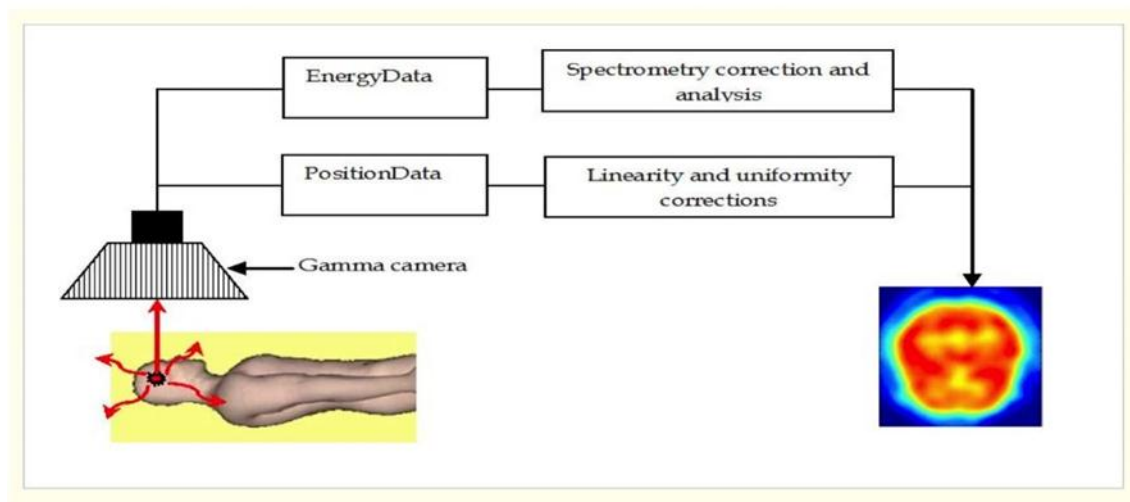 EnergyData
Spectrometry correction and
analysis
PositionData
Linearity and uniformity
corrections
Gamma camera